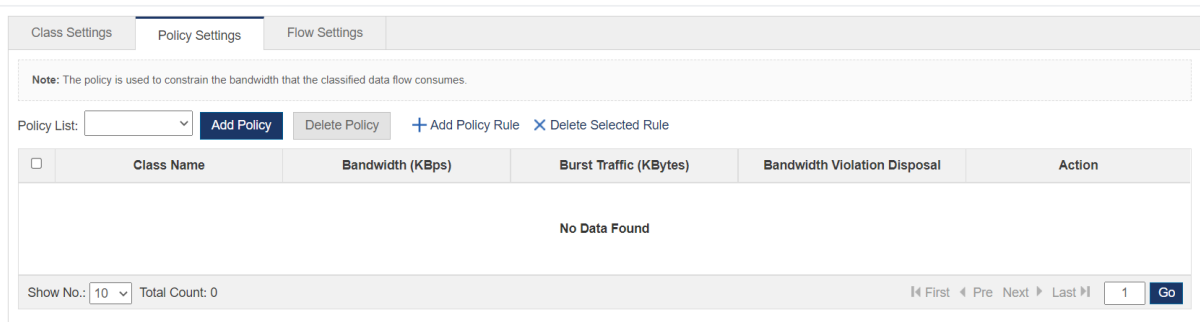 Class Settings Policy Settings Flow Settings
Note: The policy is used to constrain the bandwidth that the classified data flow consumes.
Policy List: Add Policy Delete Policy + Add Policy Rule X Delete Selected Rule
Class Name Bandwidth (KBps) Burst Traffic (KBytes) Bandwidth Violation Disposal Action
No Data Found
Show No.: 10 Total Count: 0 First Pre Next Last 1 Go